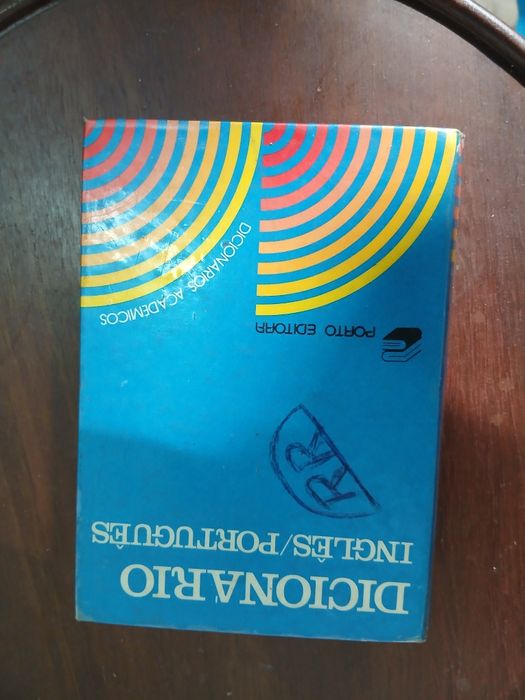 DICIONÁRIO
INGLÊS/PORTUGUÊS
RR
PORTO EDITORA
DICIONÁRIOS ACADÉMICOS